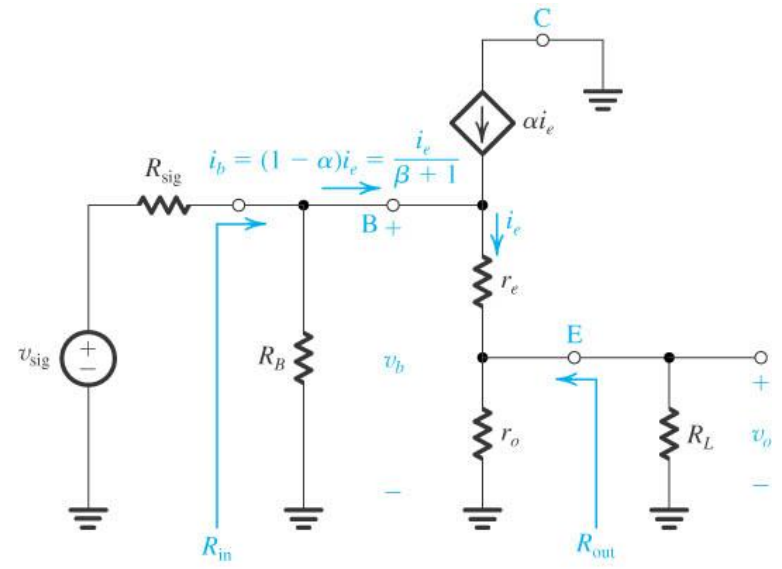 C
αi_e
i_b = (1 − α)i_e = i_e / (β + 1)
R_sig
B +
i_e
r_e
E
v_sig
+
−
R_B
v_b
r_o
R_L
+
v_o
−
−
R_in
R_out